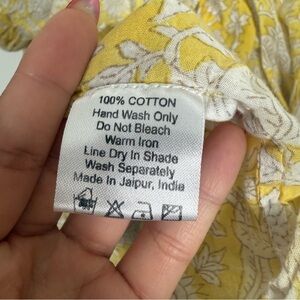 100% COTTON
Hand Wash Only
Do Not Bleach
Warm Iron
Line Dry In Shade
Wash Separately
Made In Jaipur, India